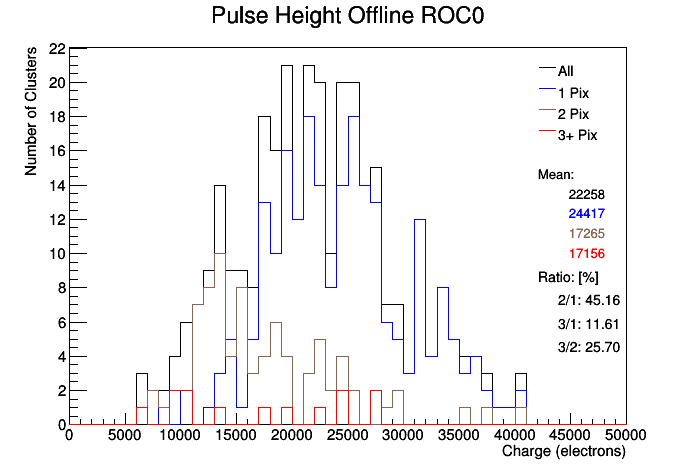 Pulse Height Offline ROC0
Number of Clusters
22
20
18
16
14
12
10
8
6
4
2
0
All
1 Pix
2 Pix
3+ Pix
Mean:
22258
24417
17265
17156
Ratio: [%]
2/1: 45.16
3/1: 11.61
3/2: 25.70
0 5000 10000 15000 20000 25000 30000 35000 40000 45000 50000
Charge (electrons)